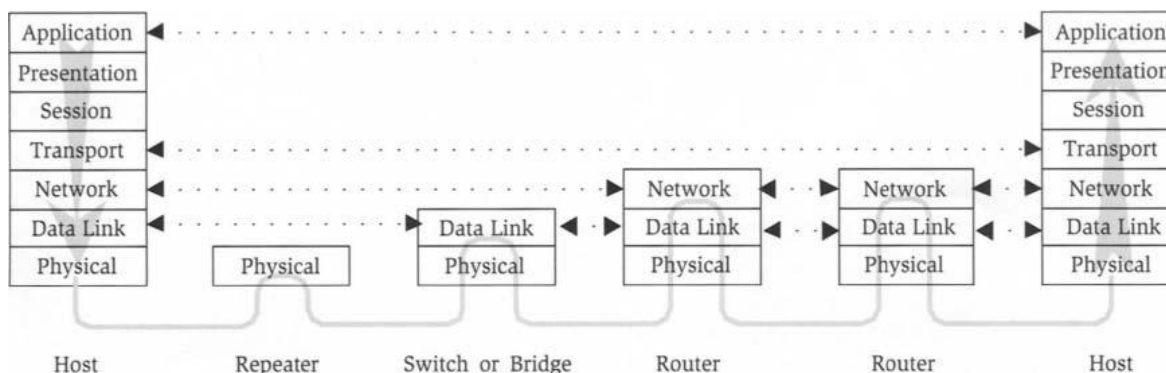 Application Application
Presentation Presentation
Session Session
Transport Transport
Network Network Network Network
Data Link Data Link Data Link Data Link Data Link
Physical Physical Physical Physical Physical Physical
Host Repeater Switch or Bridge Router Router Host